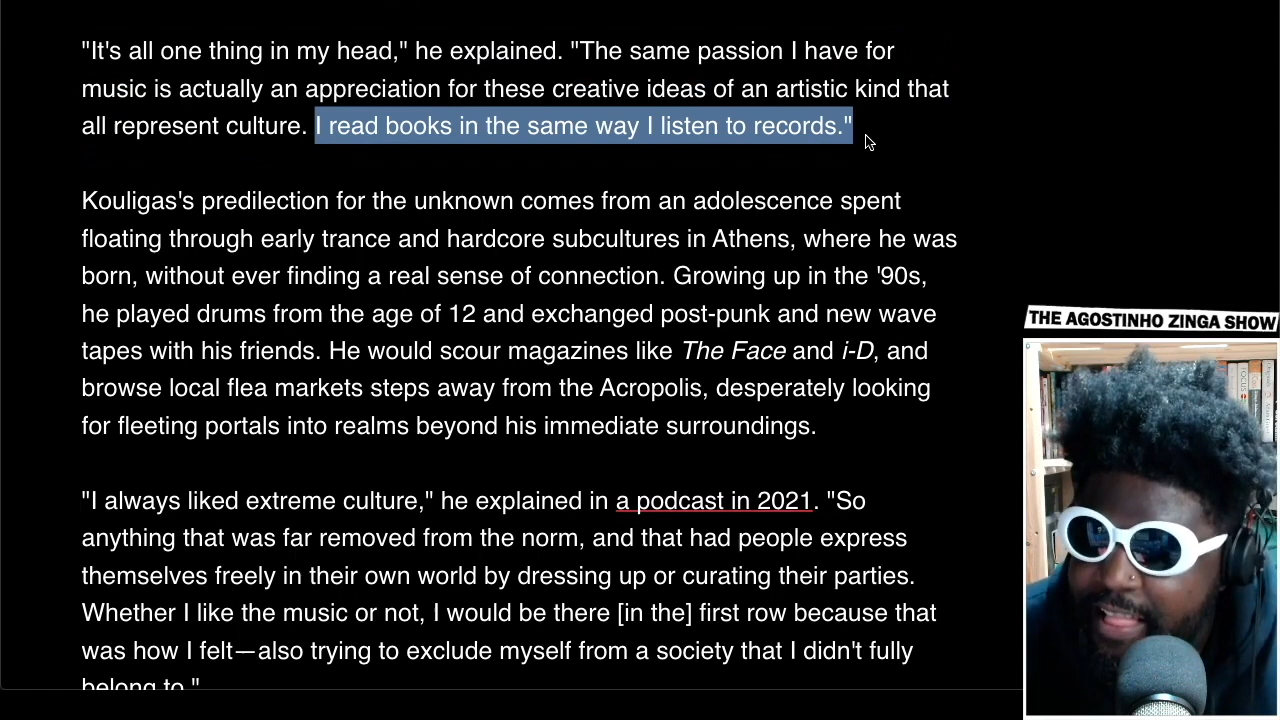 "It's all one thing in my head," he explained. "The same passion I have for
music is actually an appreciation for these creative ideas of an artistic kind that
all represent culture. I read books in the same way I listen to records."
Kouligas's predilection for the unknown comes from an adolescence spent
floating through early trance and hardcore subcultures in Athens, where he was
born, without ever finding a real sense of connection. Growing up in the '90s,
he played drums from the age of 12 and exchanged post-punk and new wave
tapes with his friends. He would scour magazines like The Face and i-D, and
browse local flea markets steps away from the Acropolis, desperately looking
for fleeting portals into realms beyond his immediate surroundings.
"I always liked extreme culture," he explained in a podcast in 2021. "So
anything that was far removed from the norm, and that had people express
themselves freely in their own world by dressing up or curating their parties.
Whether I like the music or not, I would be there [in the] first row because that
was how I felt—also trying to exclude myself from a society that I didn't fully
belong to."
THE AGOSTINHO ZINGA SHOW